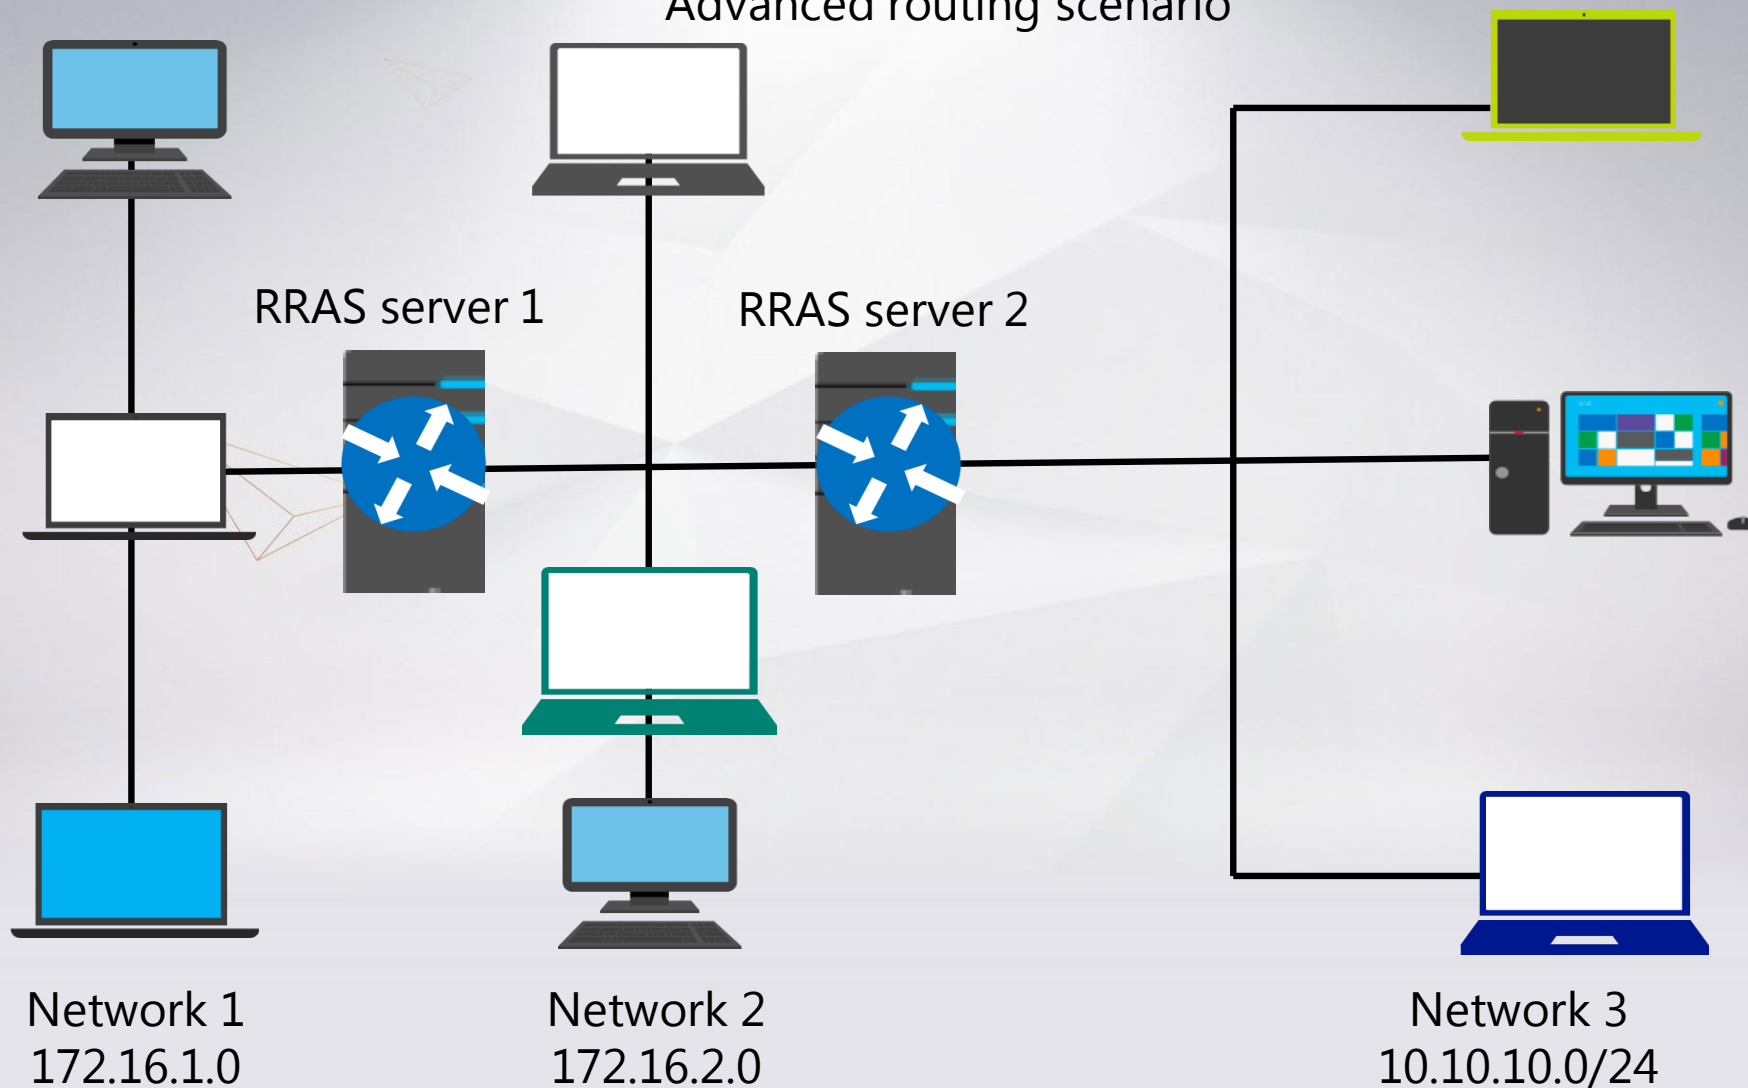 Advanced routing scenario
RRAS server 1
RRAS server 2
Network 1
172.16.1.0
Network 2
172.16.2.0
Network 3
10.10.10.0/24